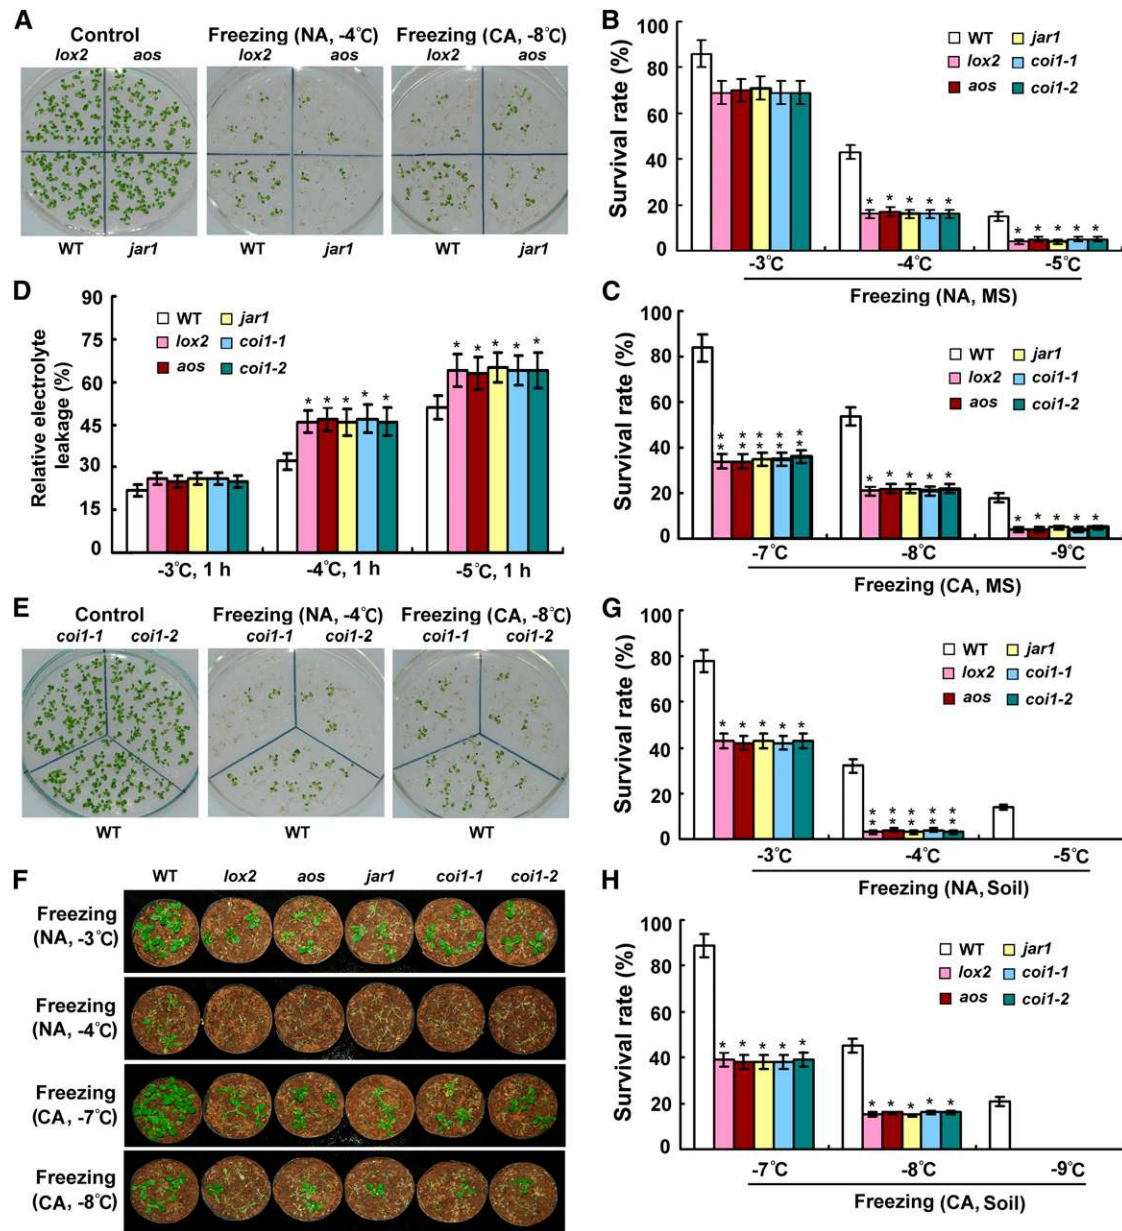 A
Control
Freezing (NA, -4°C)
Freezing (CA, -8°C)
lox2 aos
lox2 aos
lox2 aos
WT jar1
WT jar1
WT jar1
B
Survival rate (%)
100
80
60
40
20
0
WT jar1
lox2 coi1-1
aos coi1-2
* * * * *
* * * * *
-3°C -4°C -5°C
Freezing (NA, MS)
D
Relative electrolyte
leakage (%)
90
75
60
45
30
15
0
WT jar1
lox2 coi1-1
aos coi1-2
* * * * *
* * * * *
-3°C, 1 h -4°C, 1 h -5°C, 1 h
C
Survival rate (%)
100
80
60
40
20
0
WT jar1
lox2 coi1-1
aos coi1-2
** ** ** ** **
* * * * *
* * * * *
-7°C -8°C -9°C
Freezing (CA, MS)
E
Control
Freezing (NA, -4°C)
Freezing (CA, -8°C)
coi1-1 coi1-2
coi1-1 coi1-2
coi1-1 coi1-2
WT
WT
WT
G
Survival rate (%)
100
80
60
40
20
0
WT jar1
lox2 coi1-1
aos coi1-2
* * * * *
** ** ** ** **
-3°C -4°C -5°C
Freezing (NA, Soil)
F
WT lox2 aos jar1 coi1-1 coi1-2
Freezing
(NA, -3°C)
Freezing
(NA, -4°C)
Freezing
(CA, -7°C)
Freezing
(CA, -8°C)
H
Survival rate (%)
100
80
60
40
20
0
WT jar1
lox2 coi1-1
aos coi1-2
* * * * *
* * * * *
-7°C -8°C -9°C
Freezing (CA, Soil)